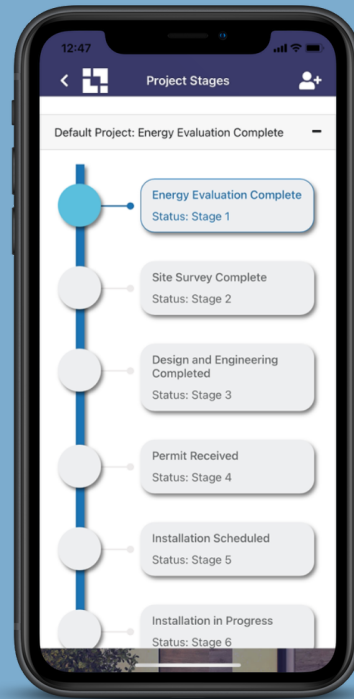 12:47
Project Stages
Default Project: Energy Evaluation Complete
Energy Evaluation Complete
Status: Stage 1
Site Survey Complete
Status: Stage 2
Design and Engineering
Completed
Status: Stage 3
Permit Received
Status: Stage 4
Installation Scheduled
Status: Stage 5
Installation in Progress
Status: Stage 6